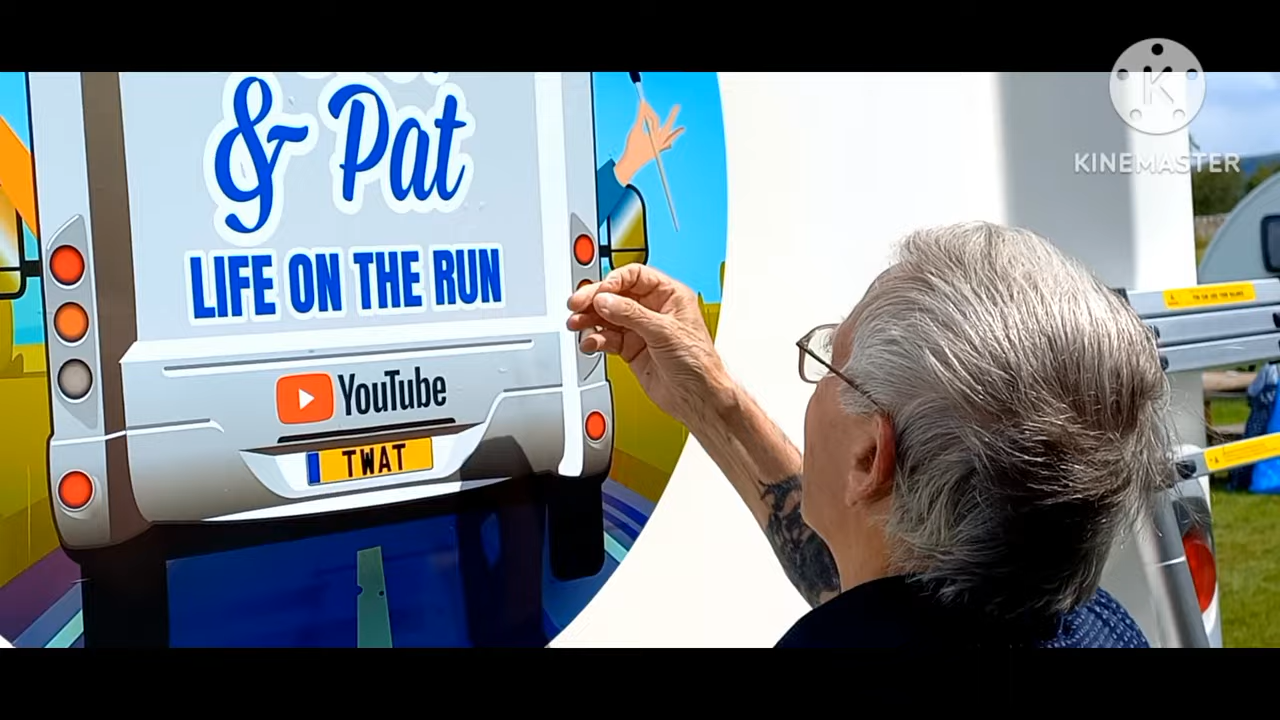 & Pat
LIFE ON THE RUN
YouTube
TWAT
K
KINEMASTER